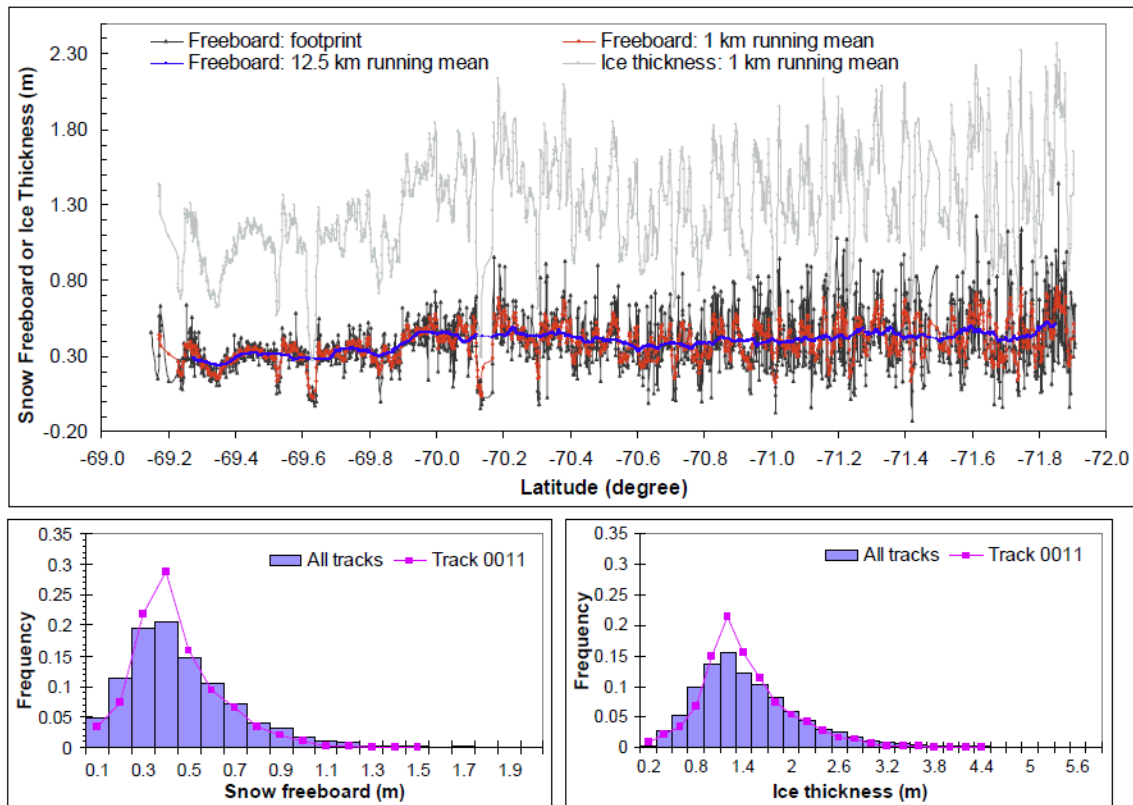 Freeboard: footprint
Freeboard: 1 km running mean
Freeboard: 12.5 km running mean
Ice thickness: 1 km running mean
Snow Freeboard or Ice Thickness (m)
2.30
1.80
1.30
0.80
0.30
-0.20
-69.0 -69.2 -69.4 -69.6 -69.8 -70.0 -70.2 -70.4 -70.6 -70.8 -71.0 -71.2 -71.4 -71.6 -71.8 -72.0
Latitude (degree)
All tracks Track 0011
Frequency
0.35
0.3
0.25
0.2
0.15
0.1
0.05
0
0.1 0.3 0.5 0.7 0.9 1.1 1.3 1.5 1.7 1.9
Snow freeboard (m)
All tracks Track 0011
Frequency
0.35
0.3
0.25
0.2
0.15
0.1
0.05
0
0.2 0.8 1.4 2 2.6 3.2 3.8 4.4 5 5.6
Ice thickness (m)